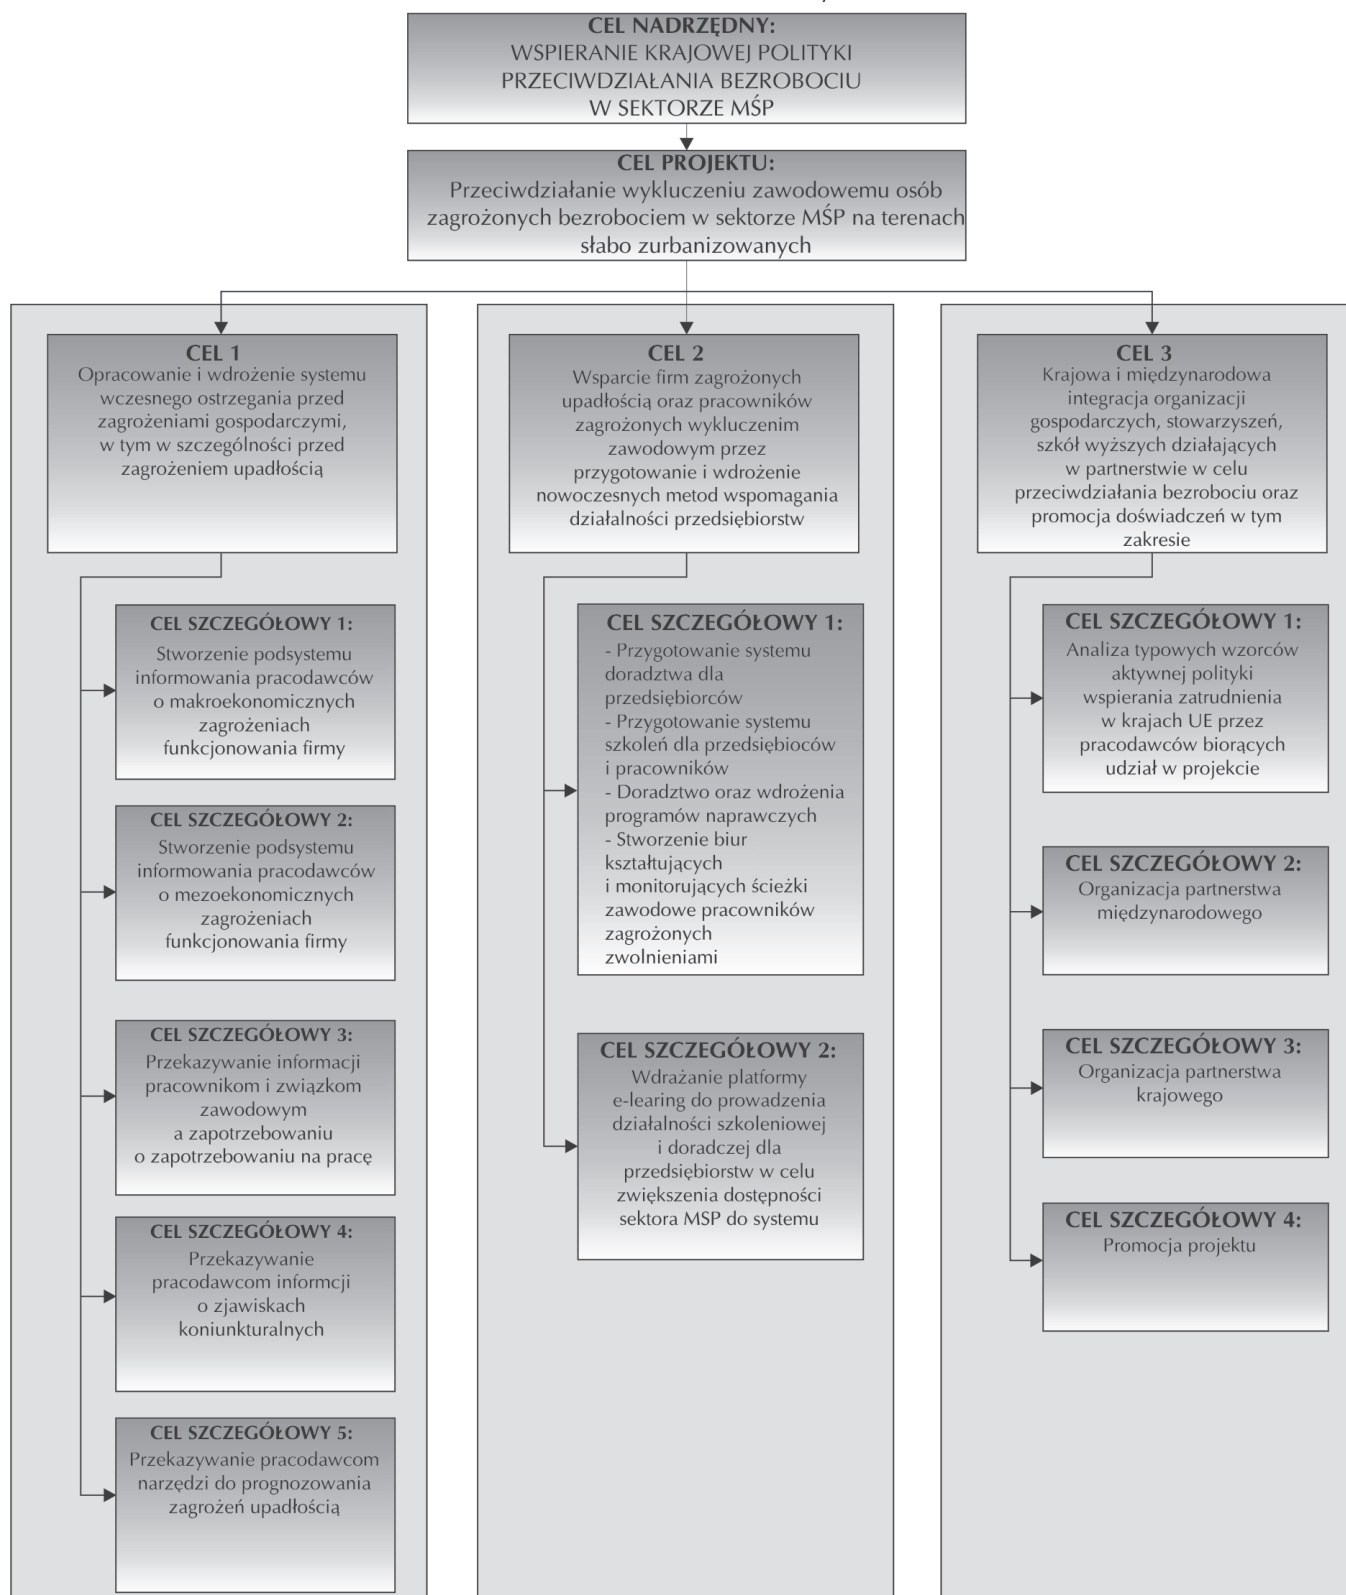 CEL NADRZĘDNY:
WSPIERANIE KRAJOWEJ POLITYKI
PRZECIWDZIAŁANIA BEZROBOCIU
W SEKTORZE MŚP
CEL PROJEKTU:
Przeciwdziałanie wykluczeniu zawodowemu osób
zagrożonych bezrobociem w sektorze MŚP na terenach
słabo zurbanizowanych
CEL 1
Opracowanie i wdrożenie systemu
wczesnego ostrzegania przed
zagrożeniami gospodarczymi,
w tym w szczególności przed
zagrożeniem upadłością
CEL SZCZEGÓŁOWY 1:
Stworzenie podsystemu
informowania pracodawców
o makroekonomicznych
zagrożeniach
funkcjonowania firmy
CEL SZCZEGÓŁOWY 2:
Stworzenie podsystemu
informowania pracodawców
o mezoekonomicznych
zagrożeniach
funkcjonowania firmy
CEL SZCZEGÓŁOWY 3:
Przekazywanie informacji
pracownikom i związkom
zawodowym
a zapotrzebowaniu
o zapotrzebowaniu na pracę
CEL SZCZEGÓŁOWY 4:
Przekazywanie
pracodawcom informcji
o zjawiskach
koniunkturalnych
CEL SZCZEGÓŁOWY 5:
Przekazywanie pracodawcom
narzędzi do prognozowania
zagrożeń upadłością
CEL 2
Wsparcie firm zagrożonych
upadłością oraz pracowników
zagrożonych wykluczenim
zawodowym przez
przygotowanie i wdrożenie
nowoczesnych metod wspomagania
działalności przedsiębiorstw
CEL SZCZEGÓŁOWY 1:
- Przygotowanie systemu
doradztwa dla
przedsiębiorców
- Przygotowanie systemu
szkoleń dla przedsiębioców
i pracowników
- Doradztwo oraz wdrożenia
programów naprawczych
- Stworzenie biur
kształtujących
i monitorujących ścieżki
zawodowe pracowników
zagrożonych
zwolnieniami
CEL SZCZEGÓŁOWY 2:
Wdrażanie platformy
e-learing do prowadzenia
działalności szkoleniowej
i doradczej dla
przedsiębiorstw w celu
zwiększenia dostępności
sektora MSP do systemu
CEL 3
Krajowa i międzynarodowa
integracja organizacji
gospodarczych, stowarzyszeń,
szkół wyższych działających
w partnerstwie w celu
przeciwdziałania bezrobociu oraz
promocja doświadczeń w tym
zakresie
CEL SZCZEGÓŁOWY 1:
Analiza typowych wzorców
aktywnej polityki
wspierania zatrudnienia
w krajach UE przez
pracodawców biorących
udział w projekcie
CEL SZCZEGÓŁOWY 2:
Organizacja partnerstwa
międzynarodowego
CEL SZCZEGÓŁOWY 3:
Organizacja partnerstwa
krajowego
CEL SZCZEGÓŁOWY 4:
Promocja projektu